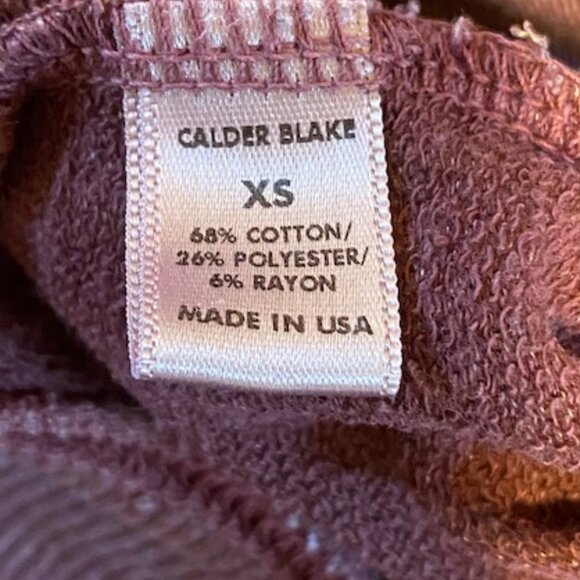 CALDER BLAKE
XS
68% COTTON/
26% POLYESTER/
6% RAYON
MADE IN USA